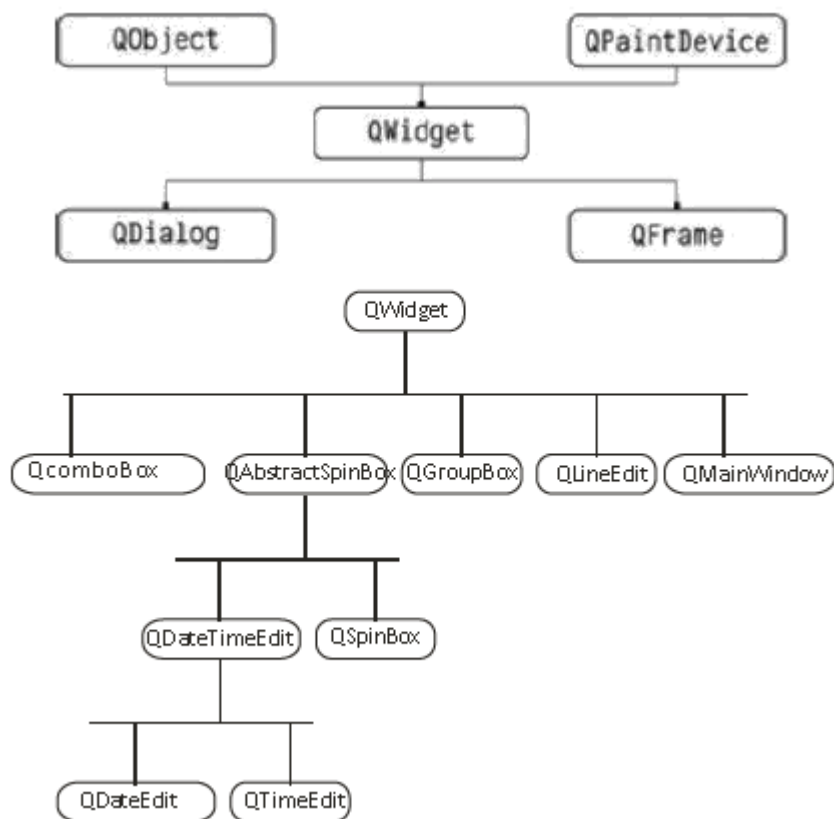 QObject
QPaintDevice
QWidget
QDialog
QFrame
QWidget
QcomboBox
QAbstractSpinBox
QGroupBox
QLineEdit
QMainWindow
QDateTimeEdit
QSpinBox
QDateEdit
QTimeEdit